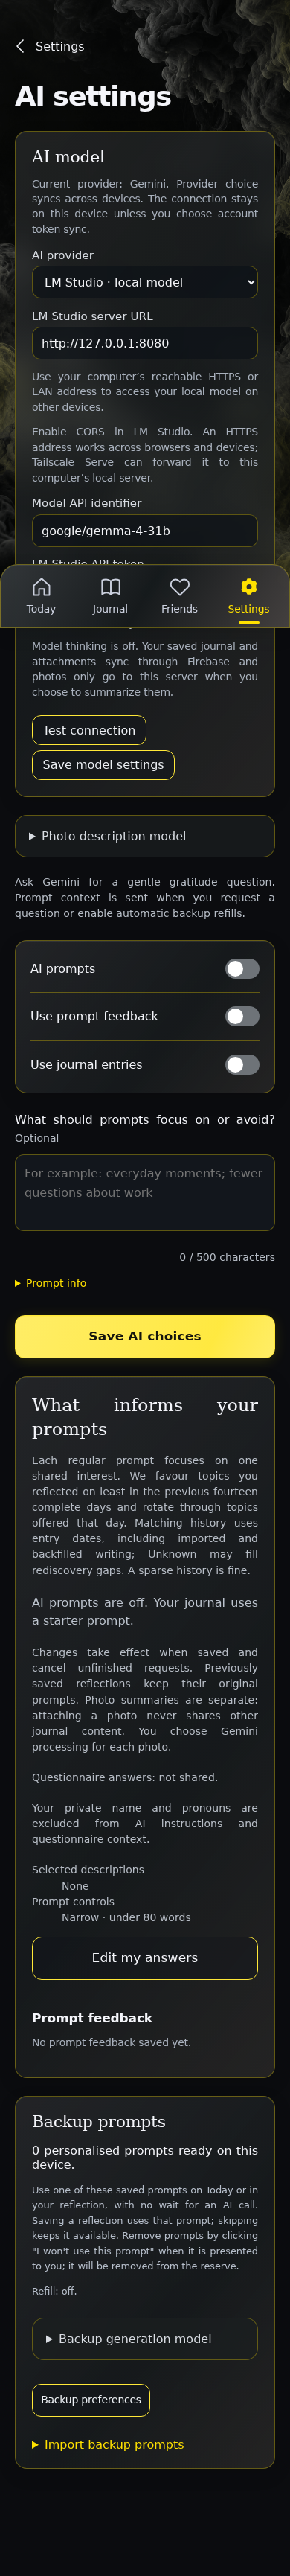 Settings
AI settings
AI model
Current provider: Gemini. Provider choice
syncs across devices. The connection stays
on this device unless you choose account
token sync.
AI provider
LM Studio · local model
LM Studio server URL
http://127.0.0.1:8080
Use your computer's reachable HTTPS or
LAN address to access your local model on
other devices.
Enable CORS in LM Studio. An HTTPS
address works across browsers and devices;
Tailscale Serve can forward it to this
computer's local server.
Model API identifier
google/gemma-4-31b
LM Studio API token
Today
Journal
Friends
Settings
Model thinking is off. Your saved journal and
attachments sync through Firebase and
photos only go to this server when you
choose to summarize them.
Test connection
Save model settings
Photo description model
Ask Gemini for a gentle gratitude question.
Prompt context is sent when you request a
question or enable automatic backup refills.
AI prompts
Use prompt feedback
Use journal entries
What should prompts focus on or avoid?
Optional
For example: everyday moments; fewer
questions about work
0 / 500 characters
Prompt info
Save AI choices
What informs your
prompts
Each regular prompt focuses on one
shared interest. We favour topics you
reflected on least in the previous fourteen
complete days and rotate through topics
offered that day. Matching history uses
entry dates, including imported and
backfilled writing; Unknown may fill
rediscovery gaps. A sparse history is fine.
AI prompts are off. Your journal uses
a starter prompt.
Changes take effect when saved and
cancel unfinished requests. Previously
saved reflections keep their original
prompts. Photo summaries are separate:
attaching a photo never shares other
journal content. You choose Gemini
processing for each photo.
Questionnaire answers: not shared.
Your private name and pronouns are
excluded from AI instructions and
questionnaire context.
Selected descriptions
None
Prompt controls
Narrow · under 80 words
Edit my answers
Prompt feedback
No prompt feedback saved yet.
Backup prompts
0 personalised prompts ready on this
device.
Use one of these saved prompts on Today or in
your reflection, with no wait for an AI call.
Saving a reflection uses that prompt; skipping
keeps it available. Remove prompts by clicking
"I won't use this prompt" when it is presented
to you; it will be removed from the reserve.
Refill: off.
Backup generation model
Backup preferences
Import backup prompts